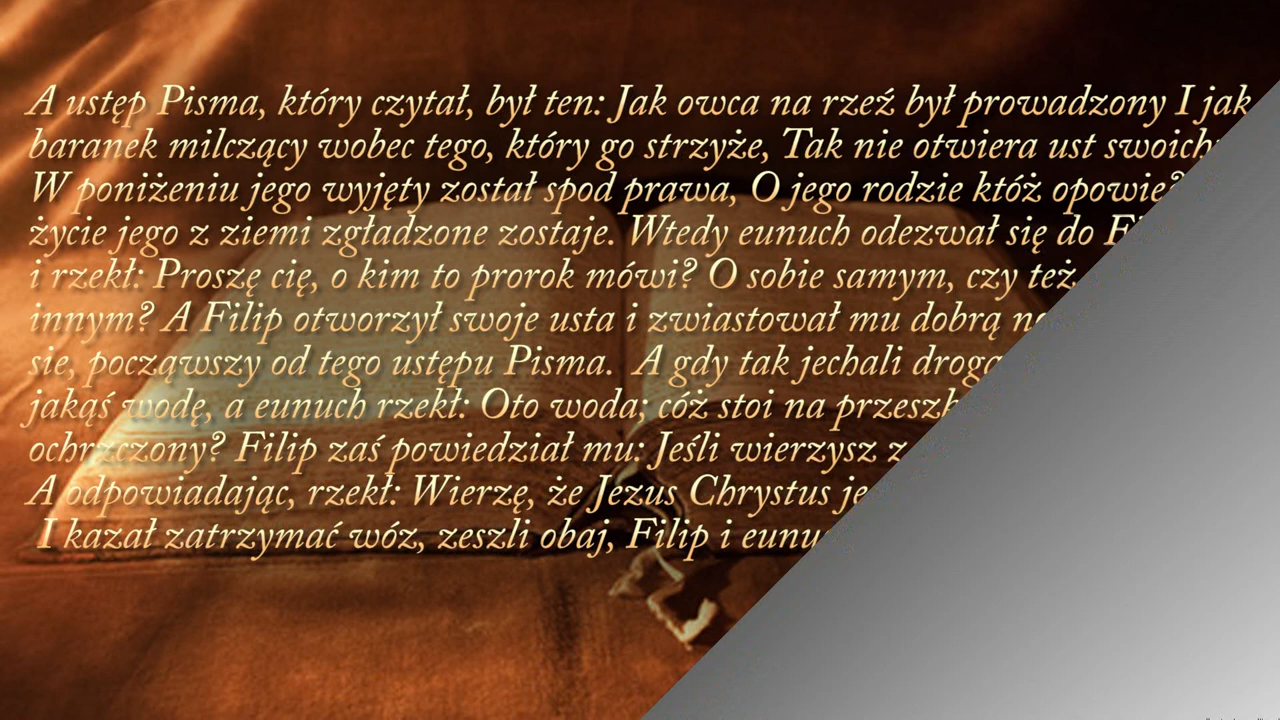 A ustęp Pisma, który czytał, był ten: Jak owca na rzeź był prowadzony I jak
baranek milczący wobec tego, który go strzyże, Tak nie otwiera ust swoich
W poniżeniu jego wyjęty został spod prawa, O jego rodzie któż opowie?
życie jego z ziemi zgładzone zostaje. Wtedy eunuch odezwał się do
i rzekł: Proszę cię, o kim to prorok mówi? O sobie samym, czy też
innym? A Filip otworzył swoje usta i zwiastował mu dobrą
sie, począwszy od tego ustępu Pisma. A gdy tak jechali
jakąś wodę, a eunuch rzekł: Oto woda; cóż stoi na
ochrzczony? Filip zaś powiedział mu: Jeśli wierzysz z
A odpowiadając, rzekł: Wierzę, że Jezus Chrystus
I kazał zatrzymać wóz, zeszli obaj, Filip i